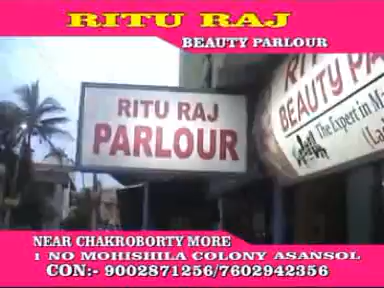 RITU RAJ
BEAUTY PARLOUR
RITU RAJ
PARLOUR
BEAUTY
The Expert in
NEAR CHAKROBORTY MORE
1 NO MOHISHILA COLONY ASANSOL
CON:- 9002871256/7602942356